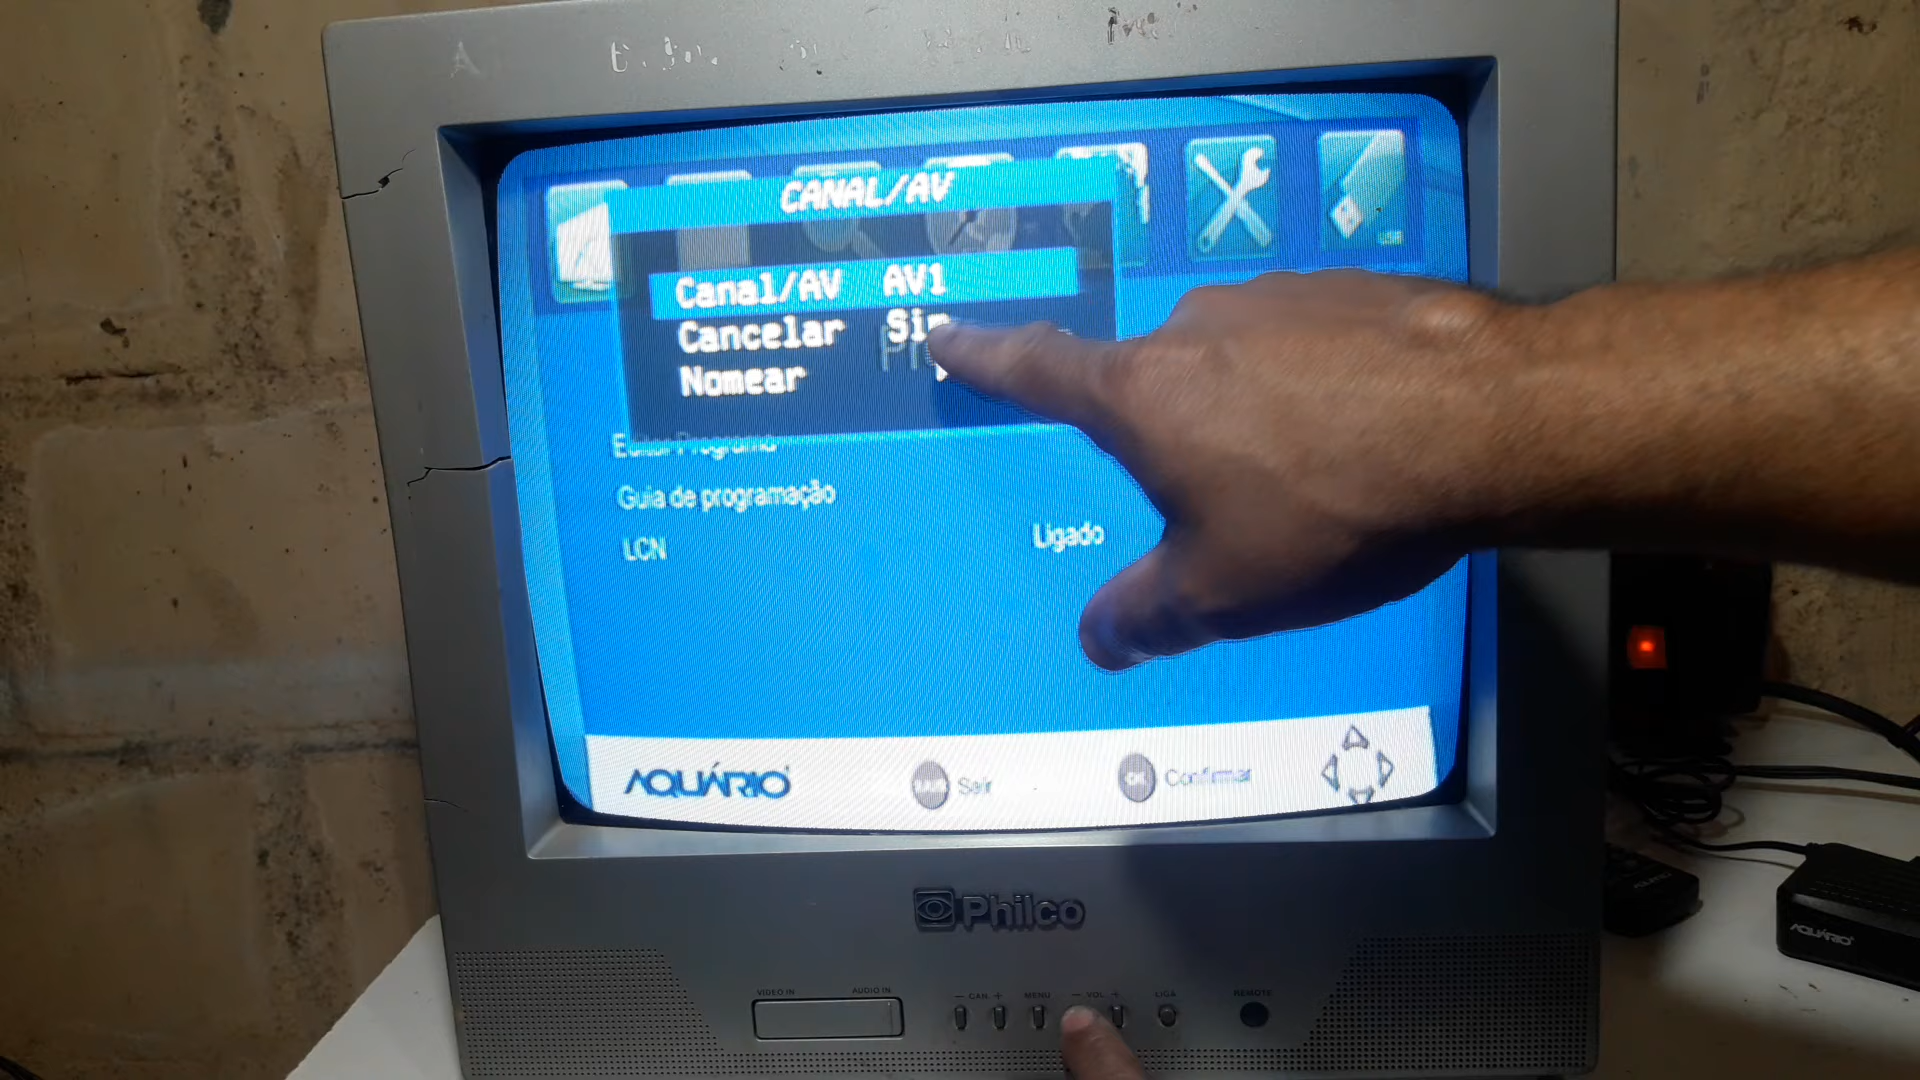 CANAL/AV
Canal/AV AV1
Cancelar
Nomear
Guia de programação
LCN Ligado
AQUÁRIO
Sair
OK Confirmar
Philco
VIDEO IN AUDIO IN
- CAN + MENU - VOL + LIGA REMOTE
AQUÁRIO